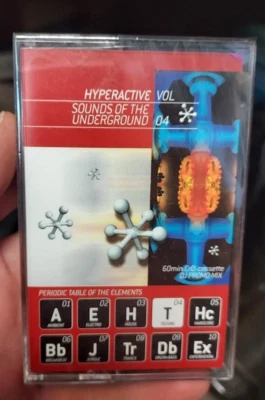 HYPERACTIVE VOL
SOUNDS OF THE
UNDERGROUND 04
60min CrO2 cassette
DJ PROMO MIX
PERIODIC TABLE OF THE ELEMENTS
01 02 03 04 05
A E H T Hc
AMBIENT ELECTRO HOUSE TECHNO HARDCORE
06 07 08 09 10
Bb J Tr Db Ex
BREAKBEAT JUNGLE TRANCE EXPERIMENTAL